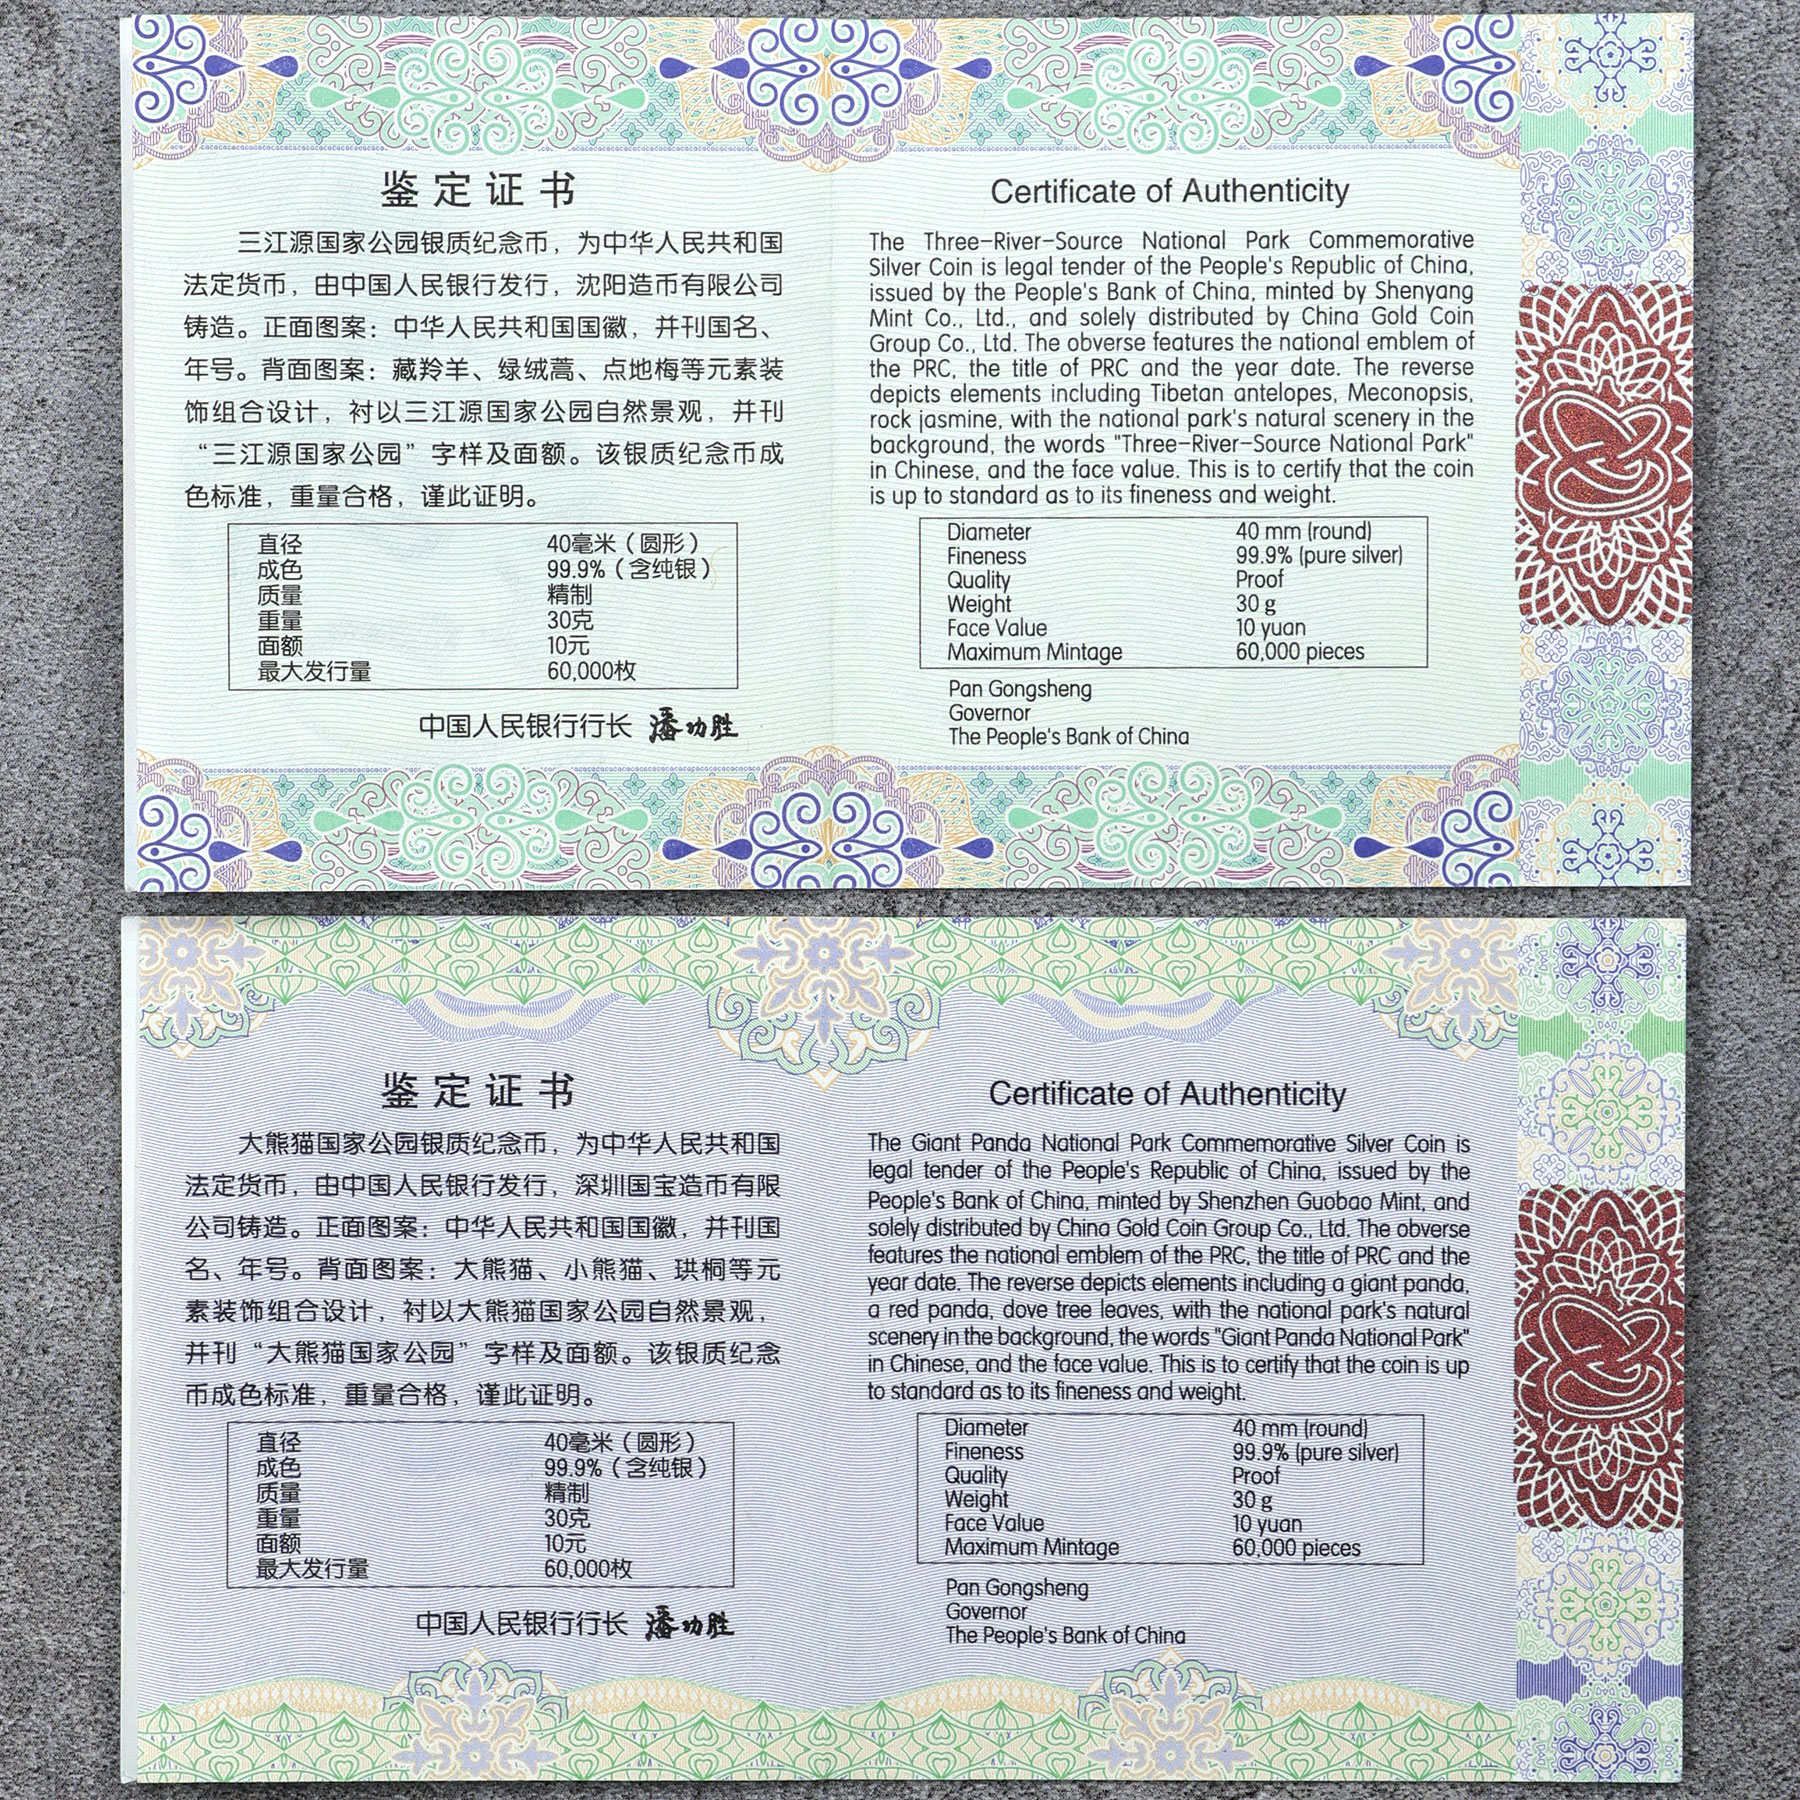 鉴定证书
三江源国家公园银质纪念币，为中华人民共和国
法定货币，由中国人民银行发行，沈阳造币有限公司
铸造。正面图案：中华人民共和国国徽，并刊国名、
年号。背面图案：藏羚羊、绿绒蒿、点地梅等元素装
饰组合设计，衬以三江源国家公园自然景观，并刊
“三江源国家公园”字样及面额。该银质纪念币成
色标准，重量合格，谨此证明。
直径 40毫米（圆形）
成色 99.9%（含纯银）
质量 精制
重量 30克
面额 10元
最大发行量 60,000枚
中国人民银行行长 潘功胜
Certificate of Authenticity
The Three-River-Source National Park Commemorative
Silver Coin is legal tender of the People's Republic of China,
issued by the People's Bank of China, minted by Shenyang
Mint Co., Ltd., and solely distributed by China Gold Coin
Group Co., Ltd. The obverse features the national emblem of
the PRC, the title of PRC and the year date. The reverse
depicts elements including Tibetan antelopes, Meconopsis,
rock jasmine, with the national park's natural scenery in the
background, the words "Three-River-Source National Park"
in Chinese, and the face value. This is to certify that the coin
is up to standard as to its fineness and weight.
Diameter 40 mm (round)
Fineness 99.9% (pure silver)
Quality Proof
Weight 30 g
Face Value 10 yuan
Maximum Mintage 60,000 pieces
Pan Gongsheng
Governor
The People's Bank of China
鉴定证书
大熊猫国家公园银质纪念币，为中华人民共和国
法定货币，由中国人民银行发行，深圳国宝造币有限
公司铸造。正面图案：中华人民共和国国徽，并刊国
名、年号。背面图案：大熊猫、小熊猫、珙桐等元
素装饰组合设计，衬以大熊猫国家公园自然景观，
并刊“大熊猫国家公园”字样及面额。该银质纪念
币成色标准，重量合格，谨此证明。
直径 40毫米（圆形）
成色 99.9%（含纯银）
质量 精制
重量 30克
面额 10元
最大发行量 60,000枚
中国人民银行行长 潘功胜
Certificate of Authenticity
The Giant Panda National Park Commemorative Silver Coin is
legal tender of the People's Republic of China, issued by the
People's Bank of China, minted by Shenzhen Guobao Mint, and
solely distributed by China Gold Coin Group Co., Ltd. The obverse
features the national emblem of the PRC, the title of PRC and the
year date. The reverse depicts elements including a giant panda,
a red panda, dove tree leaves, with the national park's natural
scenery in the background, the words "Giant Panda National Park"
in Chinese, and the face value. This is to certify that the coin is up
to standard as to its fineness and weight.
Diameter 40 mm (round)
Fineness 99.9% (pure silver)
Quality Proof
Weight 30 g
Face Value 10 yuan
Maximum Mintage 60,000 pieces
Pan Gongsheng
Governor
The People's Bank of China